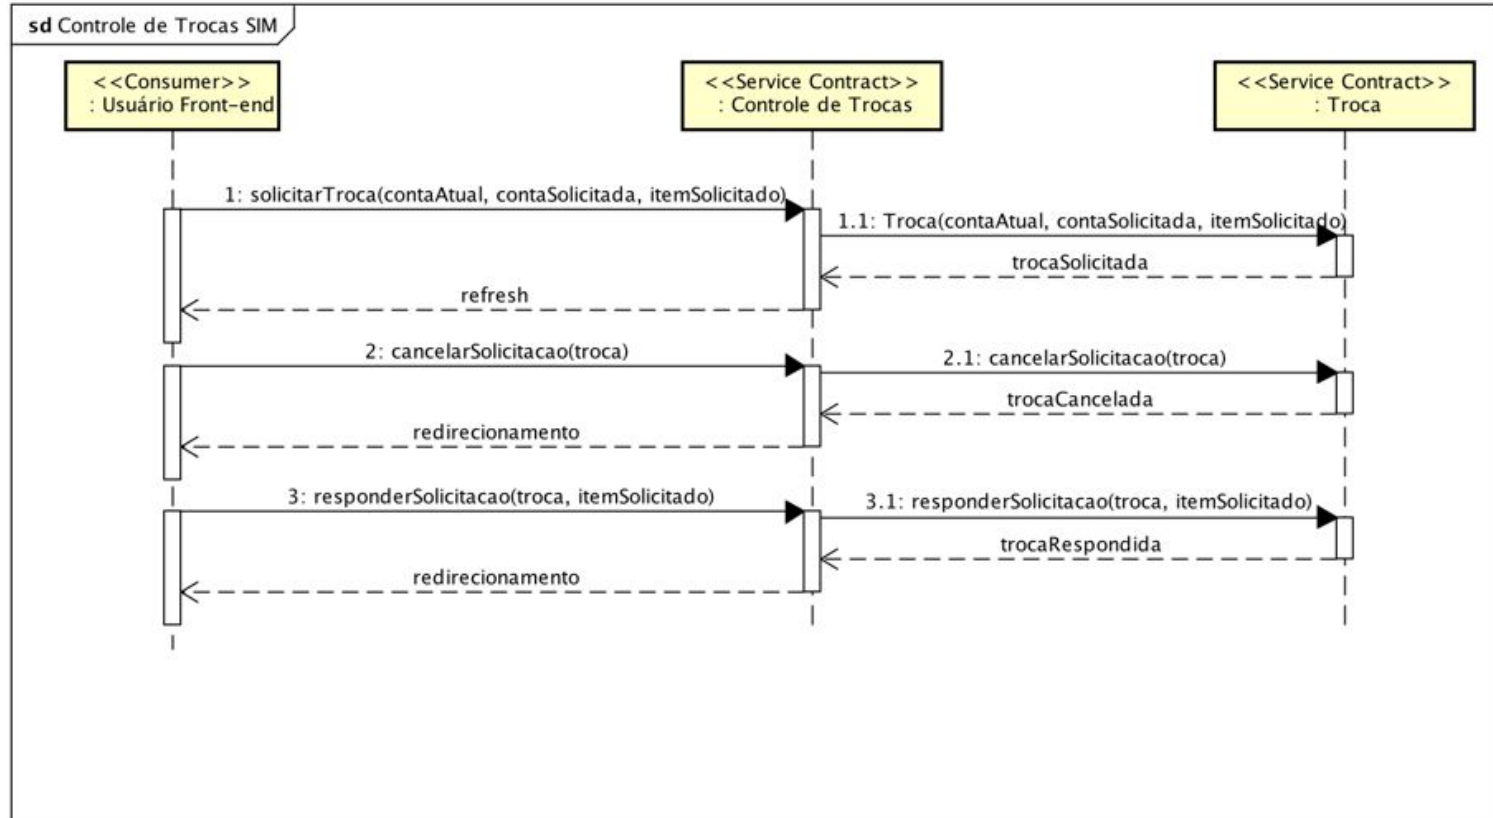 sd Controle de Trocas SIM
<<Consumer>>
: Usuário Front-end
<<Service Contract>>
: Controle de Trocas
<<Service Contract>>
: Troca
1: solicitarTroca(contaAtual, contaSolicitada, itemSolicitado)
1.1: Troca(contaAtual, contaSolicitada, itemSolicitado)
trocaSolicitada
refresh
2: cancelarSolicitacao(troca)
2.1: cancelarSolicitacao(troca)
trocaCancelada
redirecionamento
3: responderSolicitacao(troca, itemSolicitado)
3.1: responderSolicitacao(troca, itemSolicitado)
trocaRespondida
redirecionamento